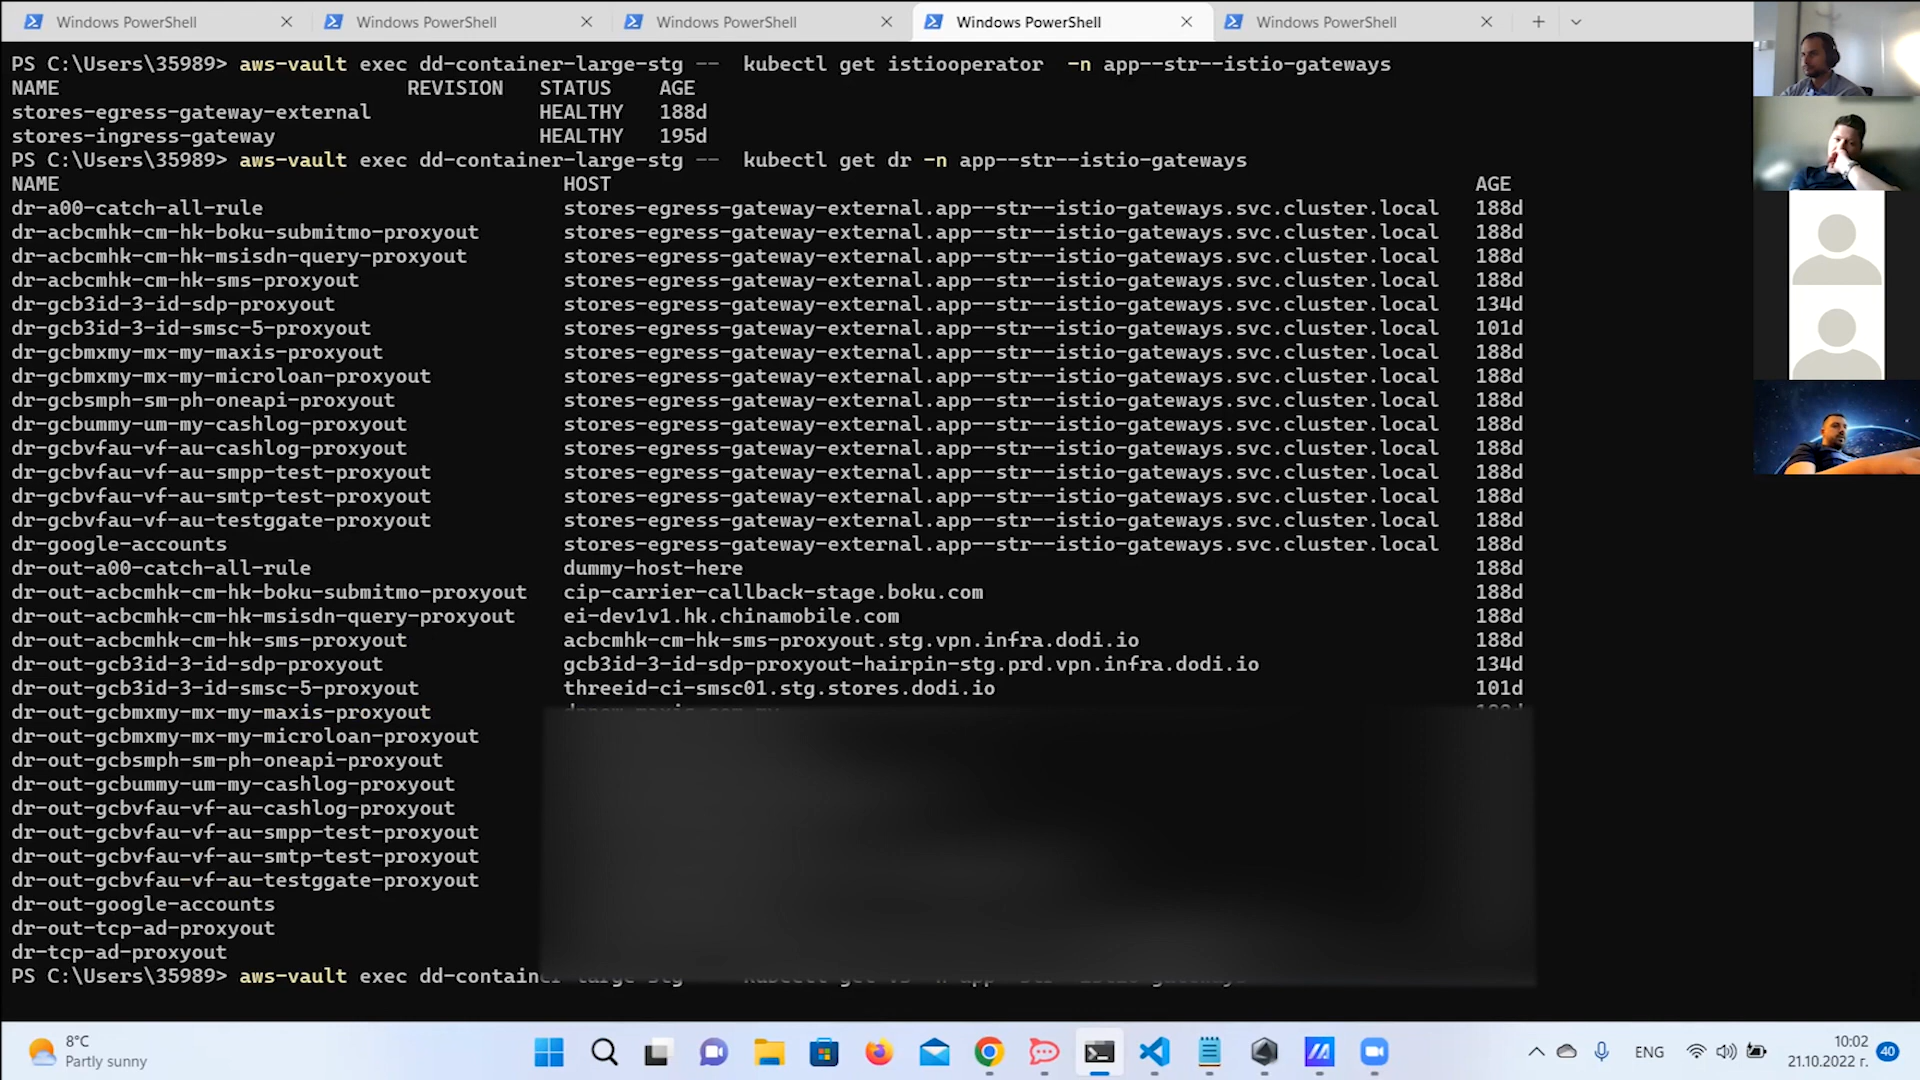 Windows PowerShell
Windows PowerShell
Windows PowerShell
Windows PowerShell
Windows PowerShell
PS C:\Users\35989> aws-vault exec dd-container-large-stg -- kubectl get istiooperator -n app--str--istio-gateways
NAME REVISION STATUS AGE
stores-egress-gateway-external HEALTHY 188d
stores-ingress-gateway HEALTHY 195d
PS C:\Users\35989> aws-vault exec dd-container-large-stg -- kubectl get dr -n app--str--istio-gateways
NAME HOST AGE
dr-a00-catch-all-rule stores-egress-gateway-external.app--str--istio-gateways.svc.cluster.local 188d
dr-acbcmhk-cm-hk-boku-submitmo-proxyout stores-egress-gateway-external.app--str--istio-gateways.svc.cluster.local 188d
dr-acbcmhk-cm-hk-msisdn-query-proxyout stores-egress-gateway-external.app--str--istio-gateways.svc.cluster.local 188d
dr-acbcmhk-cm-hk-sms-proxyout stores-egress-gateway-external.app--str--istio-gateways.svc.cluster.local 188d
dr-gcb3id-3-id-sdp-proxyout stores-egress-gateway-external.app--str--istio-gateways.svc.cluster.local 134d
dr-gcb3id-3-id-smsc-5-proxyout stores-egress-gateway-external.app--str--istio-gateways.svc.cluster.local 101d
dr-gcbmxmy-mx-my-maxis-proxyout stores-egress-gateway-external.app--str--istio-gateways.svc.cluster.local 188d
dr-gcbmxmy-mx-my-microloan-proxyout stores-egress-gateway-external.app--str--istio-gateways.svc.cluster.local 188d
dr-gcbsmph-sm-ph-oneapi-proxyout stores-egress-gateway-external.app--str--istio-gateways.svc.cluster.local 188d
dr-gcbummy-um-my-cashlog-proxyout stores-egress-gateway-external.app--str--istio-gateways.svc.cluster.local 188d
dr-gcbvfau-vf-au-cashlog-proxyout stores-egress-gateway-external.app--str--istio-gateways.svc.cluster.local 188d
dr-gcbvfau-vf-au-smpp-test-proxyout stores-egress-gateway-external.app--str--istio-gateways.svc.cluster.local 188d
dr-gcbvfau-vf-au-smtp-test-proxyout stores-egress-gateway-external.app--str--istio-gateways.svc.cluster.local 188d
dr-gcbvfau-vf-au-testggate-proxyout stores-egress-gateway-external.app--str--istio-gateways.svc.cluster.local 188d
dr-google-accounts stores-egress-gateway-external.app--str--istio-gateways.svc.cluster.local 188d
dr-out-a00-catch-all-rule dummy-host-here 188d
dr-out-acbcmhk-cm-hk-boku-submitmo-proxyout cip-carrier-callback-stage.boku.com 188d
dr-out-acbcmhk-cm-hk-msisdn-query-proxyout ei-dev1v1.hk.chinamobile.com 188d
dr-out-acbcmhk-cm-hk-sms-proxyout acbcmhk-cm-hk-sms-proxyout.stg.vpn.infra.dodi.io 188d
dr-out-gcb3id-3-id-sdp-proxyout gcb3id-3-id-sdp-proxyout-hairpin-stg.prd.vpn.infra.dodi.io 134d
dr-out-gcb3id-3-id-smsc-5-proxyout threeid-ci-smsc01.stg.stores.dodi.io 101d
dr-out-gcbmxmy-mx-my-maxis-proxyout
dr-out-gcbmxmy-mx-my-microloan-proxyout
dr-out-gcbsmph-sm-ph-oneapi-proxyout
dr-out-gcbummy-um-my-cashlog-proxyout
dr-out-gcbvfau-vf-au-cashlog-proxyout
dr-out-gcbvfau-vf-au-smpp-test-proxyout
dr-out-gcbvfau-vf-au-smtp-test-proxyout
dr-out-gcbvfau-vf-au-testggate-proxyout
dr-out-google-accounts
dr-out-tcp-ad-proxyout
dr-tcp-ad-proxyout
PS C:\Users\35989> aws-vault exec dd-container-large-stg
8°C
Partly sunny
ENG
10:02
21.10.2022 г.
40